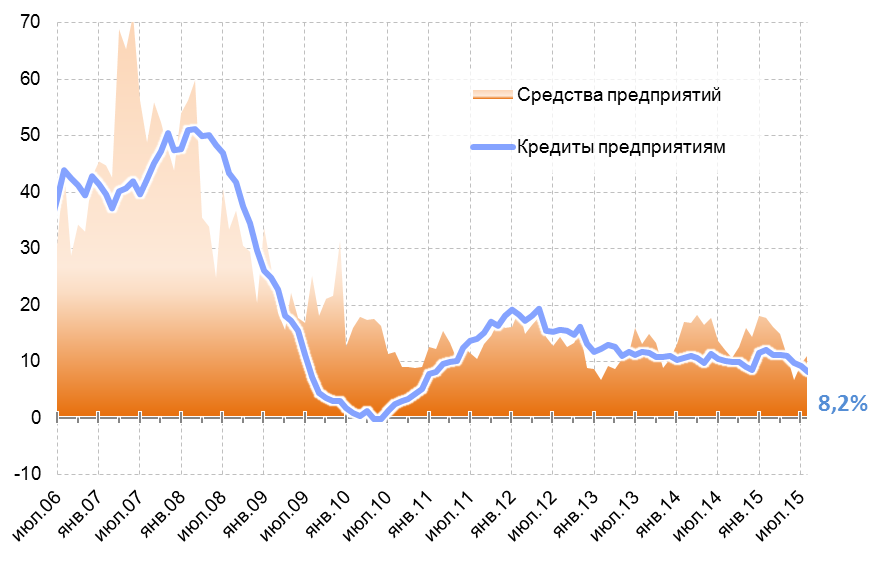 70
60
50
40
30
20
10
0
-10
Средства предприятий
Кредиты предприятиям
8,2%
июл.06
янв.07
июл.07
янв.08
июл.08
янв.09
июл.09
янв.10
июл.10
янв.11
июл.11
янв.12
июл.12
янв.13
июл.13
янв.14
июл.14
янв.15
июл.15